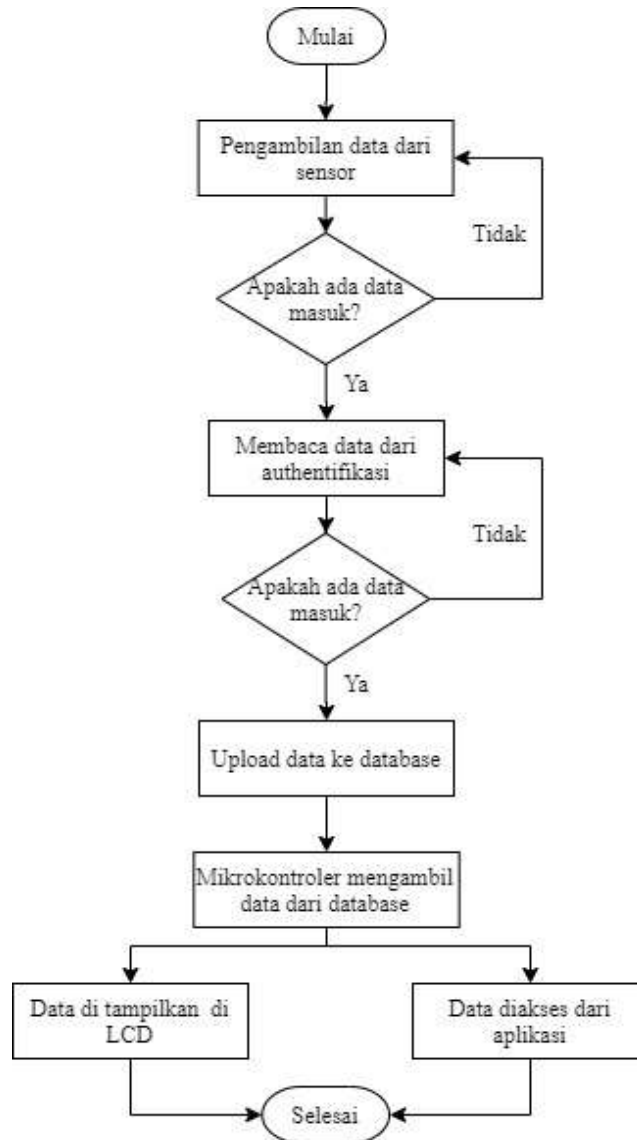 Mulai
Pengambilan data dari
sensor
Tidak
Apakah ada data
masuk?
Ya
Membaca data dari
authentifikasi
Tidak
Apakah ada data
masuk?
Ya
Upload data ke database
Mikrokontroler mengambil
data dari database
Data di tampilkan di
LCD
Data diakses dari
aplikasi
Selesai